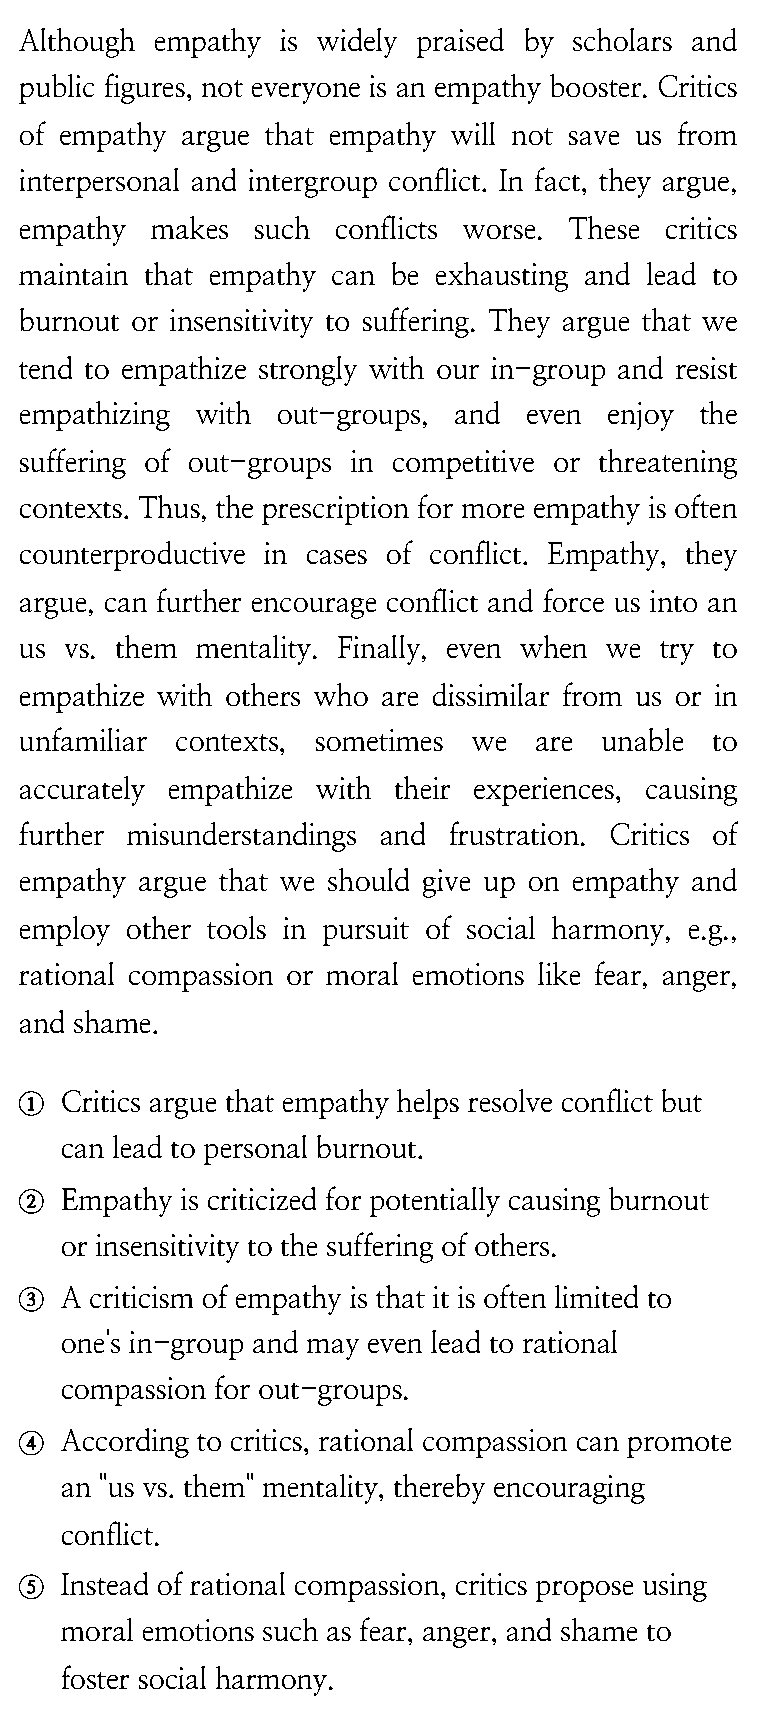 Although empathy is widely praised by scholars and
public figures, not everyone is an empathy booster. Critics
of empathy argue that empathy will not save us from
interpersonal and intergroup conflict. In fact, they argue,
empathy makes such conflicts worse. These critics
maintain that empathy can be exhausting and lead to
burnout or insensitivity to suffering. They argue that we
tend to empathize strongly with our in-group and resist
empathizing with out-groups, and even enjoy the
suffering of out-groups in competitive or threatening
contexts. Thus, the prescription for more empathy is often
counterproductive in cases of conflict. Empathy, they
argue, can further encourage conflict and force us into an
us vs. them mentality. Finally, even when we try to
empathize with others who are dissimilar from us or in
unfamiliar contexts, sometimes we are unable to
accurately empathize with their experiences, causing
further misunderstandings and frustration. Critics of
empathy argue that we should give up on empathy and
employ other tools in pursuit of social harmony, e.g.,
rational compassion or moral emotions like fear, anger,
and shame.
① Critics argue that empathy helps resolve conflict but
can lead to personal burnout.
② Empathy is criticized for potentially causing burnout
or insensitivity to the suffering of others.
③ A criticism of empathy is that it is often limited to
one's in-group and may even lead to rational
compassion for out-groups.
④ According to critics, rational compassion can promote
an "us vs. them" mentality, thereby encouraging
conflict.
⑤ Instead of rational compassion, critics propose using
moral emotions such as fear, anger, and shame to
foster social harmony.